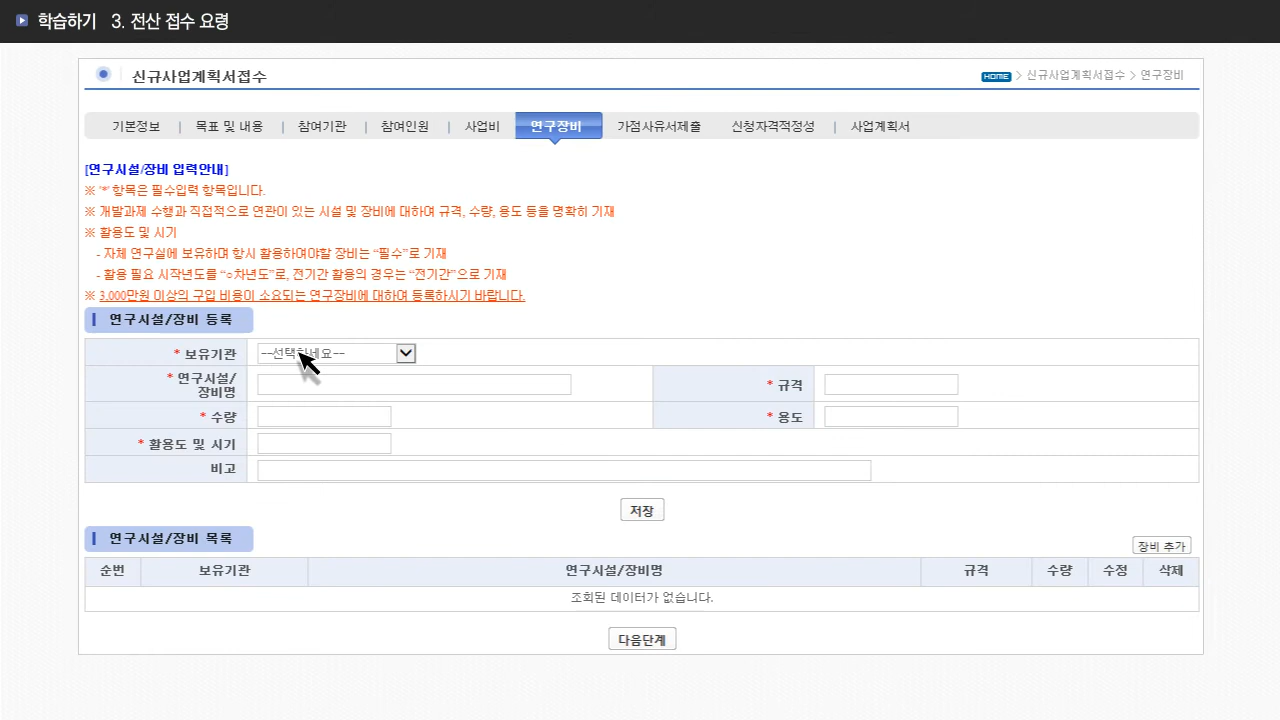 학습하기 3. 전산 접수 요령
신규사업계획서접수
HOME > 신규사업계획서접수 > 연구장비
기본정보 | 목표 및 내용 | 참여기관 | 참여인원 | 사업비 연구장비 가점사유서제출 신청자격적정성 | 사업계획서
[연구시설/장비 입력안내]
※ '*' 항목은 필수입력 항목입니다.
※ 개발과제 수행과 직접적으로 연관이 있는 시설 및 장비에 대하여 규격, 수량, 용도 등을 명확히 기재
※ 활용도 및 시기
- 자체 연구실에 보유하며 항시 활용하여야할 장비는 “필수”로 기재
- 활용 필요 시작년도를 “○차년도”로, 전기간 활용의 경우는 “전기간”으로 기재
※ 3,000만원 이상의 구입 비용이 소요되는 연구장비에 대하여 등록하시기 바랍니다.
연구시설/장비 등록
* 보유기관 --선택하세요--
* 연구시설/
장비명
* 규격
* 수량 * 용도
* 활용도 및 시기
비고
저장
연구시설/장비 목록
장비 추가
순번 보유기관 연구시설/장비명 규격 수량 수정 삭제
조회된 데이터가 없습니다.
다음단계